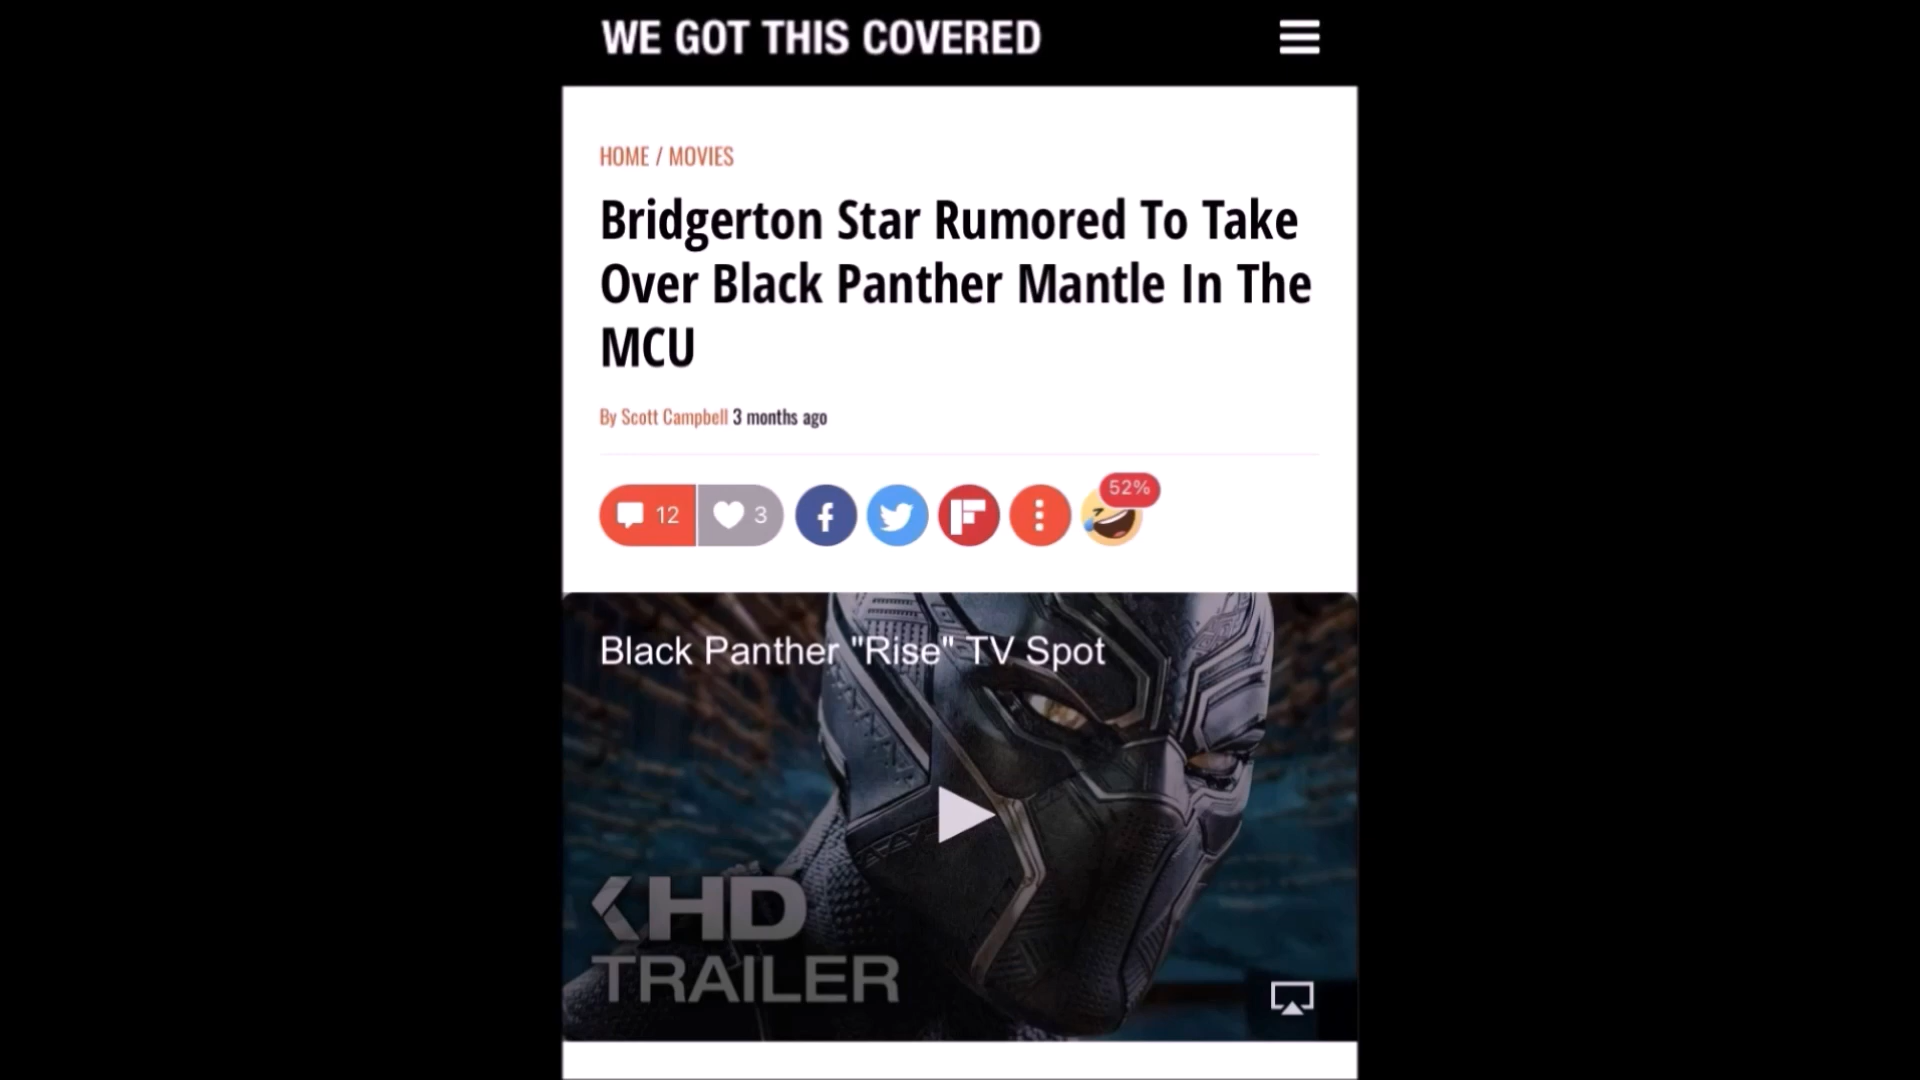 WE GOT THIS COVERED
HOME / MOVIES
Bridgerton Star Rumored To Take
Over Black Panther Mantle In The
MCU
By Scott Campbell 3 months ago
52%
12 3
Black Panther "Rise" TV Spot
KHD
TRAILER